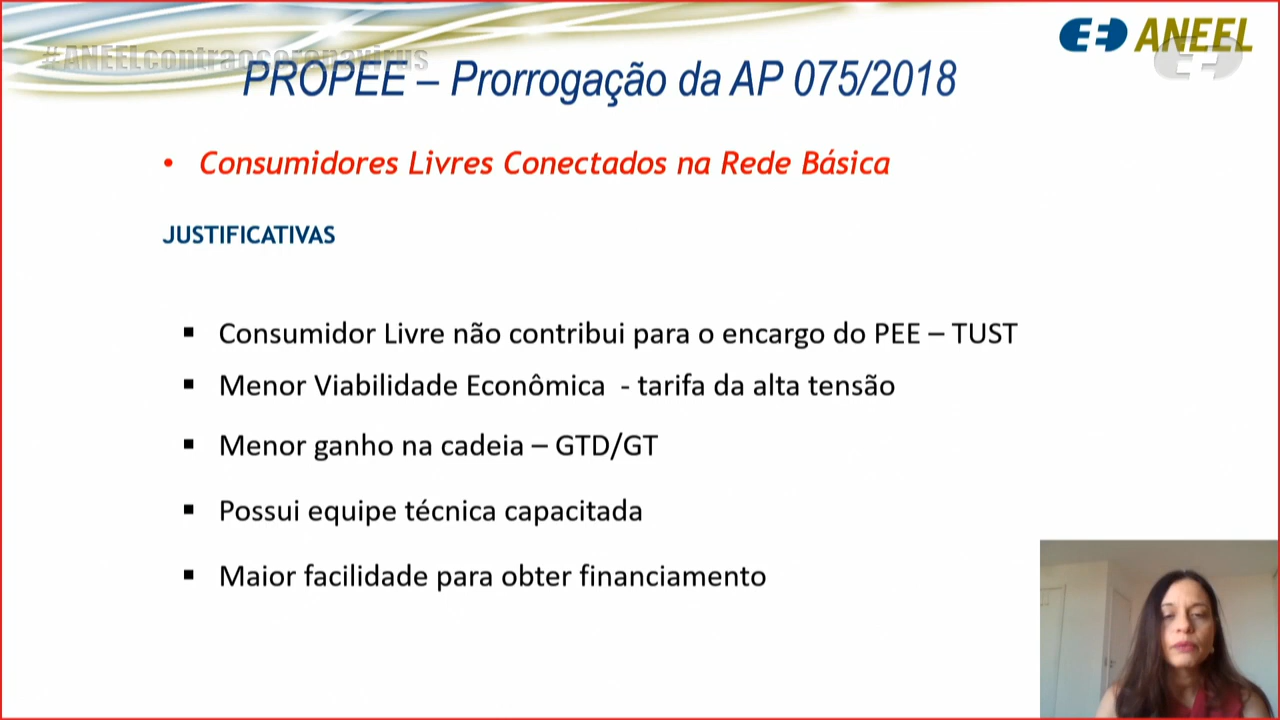 #ANEELcontraocoronavirus
ANEEL
PROPEE – Prorrogação da AP 075/2018
• Consumidores Livres Conectados na Rede Básica
JUSTIFICATIVAS
▪ Consumidor Livre não contribui para o encargo do PEE – TUST
▪ Menor Viabilidade Econômica - tarifa da alta tensão
▪ Menor ganho na cadeia – GTD/GT
▪ Possui equipe técnica capacitada
▪ Maior facilidade para obter financiamento